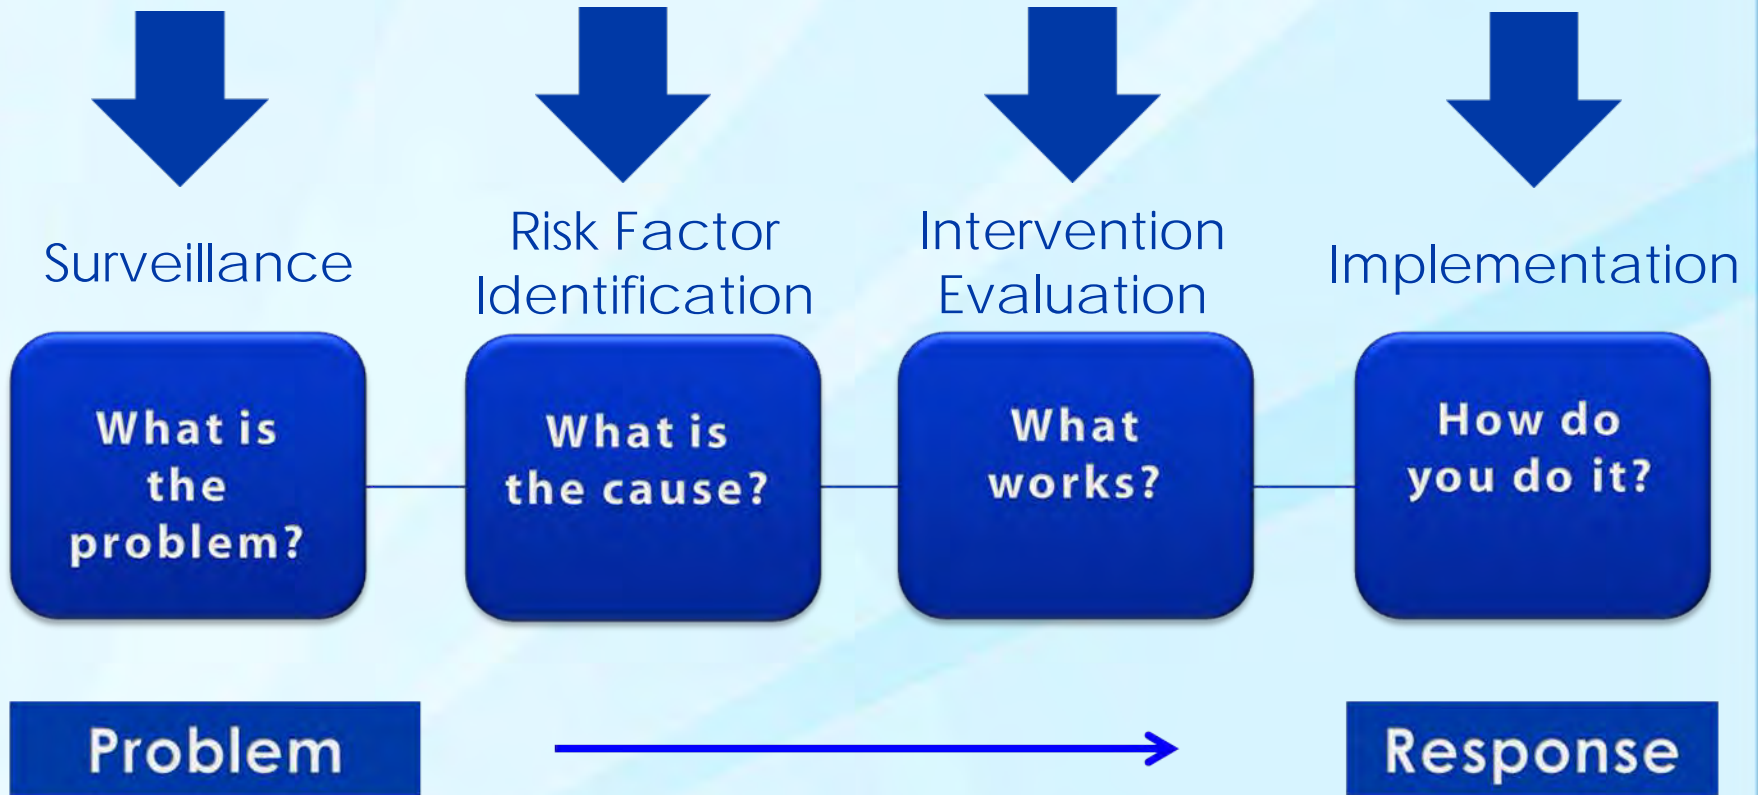 Surveillance
Risk Factor
Identification
Intervention
Evaluation
Implementation
What is
the
problem?
What is
the cause?
What
works?
How do
you do it?
Problem
Response